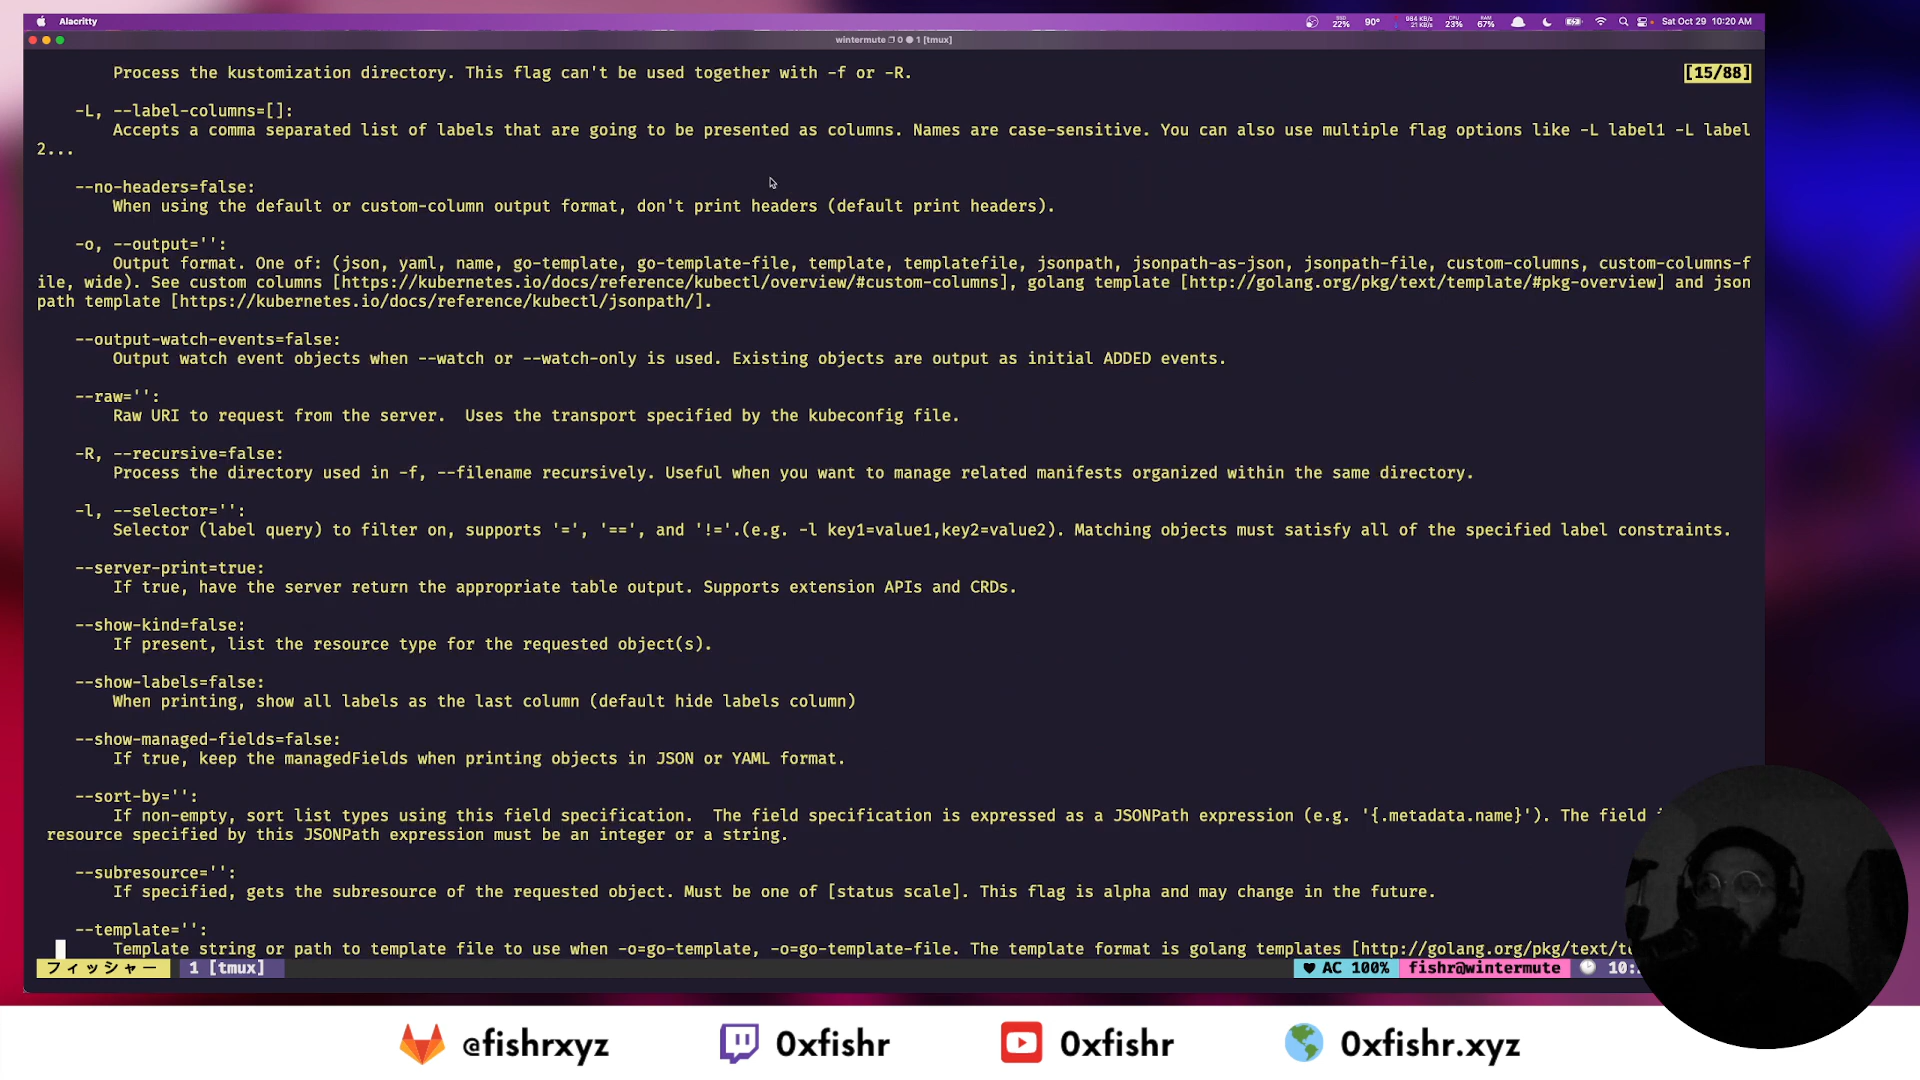 Alacritty
SSD 22% 90° 984 KB/s 21 KB/s CPU 23% RAM 67% Sat Oct 29 10:20 AM
wintermute 0 1 [tmux]
Process the kustomization directory. This flag can't be used together with -f or -R.
[15/88]
-L, --label-columns=[]:
Accepts a comma separated list of labels that are going to be presented as columns. Names are case-sensitive. You can also use multiple flag options like -L label1 -L label
2...
--no-headers=false:
When using the default or custom-column output format, don't print headers (default print headers).
-o, --output='':
Output format. One of: (json, yaml, name, go-template, go-template-file, template, templatefile, jsonpath, jsonpath-as-json, jsonpath-file, custom-columns, custom-columns-f
ile, wide). See custom columns [https://kubernetes.io/docs/reference/kubectl/overview/#custom-columns], golang template [http://golang.org/pkg/text/template/#pkg-overview] and json
path template [https://kubernetes.io/docs/reference/kubectl/jsonpath/].
--output-watch-events=false:
Output watch event objects when --watch or --watch-only is used. Existing objects are output as initial ADDED events.
--raw='':
Raw URI to request from the server.  Uses the transport specified by the kubeconfig file.
-R, --recursive=false:
Process the directory used in -f, --filename recursively. Useful when you want to manage related manifests organized within the same directory.
-l, --selector='':
Selector (label query) to filter on, supports '=', '==', and '!='.(e.g. -l key1=value1,key2=value2). Matching objects must satisfy all of the specified label constraints.
--server-print=true:
If true, have the server return the appropriate table output. Supports extension APIs and CRDs.
--show-kind=false:
If present, list the resource type for the requested object(s).
--show-labels=false:
When printing, show all labels as the last column (default hide labels column)
--show-managed-fields=false:
If true, keep the managedFields when printing objects in JSON or YAML format.
--sort-by='':
If non-empty, sort list types using this field specification.  The field specification is expressed as a JSONPath expression (e.g. '{.metadata.name}'). The field
resource specified by this JSONPath expression must be an integer or a string.
--subresource='':
If specified, gets the subresource of the requested object. Must be one of [status scale]. This flag is alpha and may change in the future.
--template='':
Template string or path to template file to use when -o=go-template, -o=go-template-file. The template format is golang templates [http://golang.org/pkg/text/te
フィッシャー 1 [tmux] ♥ AC 100% fishr@wintermute 10:
@fishrxyz 0xfishr 0xfishr 0xfishr.xyz